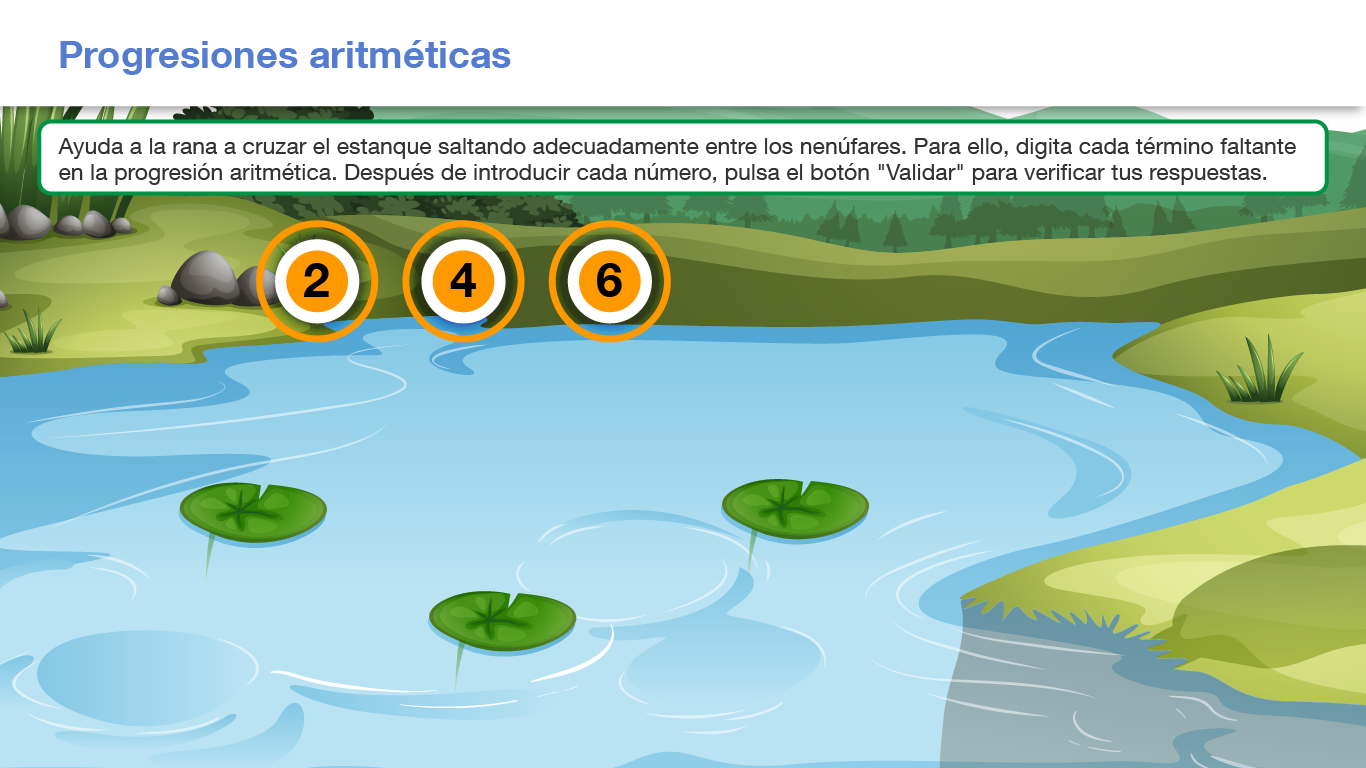 Progresiones aritméticas
Ayuda a la rana a cruzar el estanque saltando adecuadamente entre los nenúfares. Para ello, digita cada término faltante
en la progresión aritmética. Después de introducir cada número, pulsa el botón "Validar" para verificar tus respuestas.
2 4 6